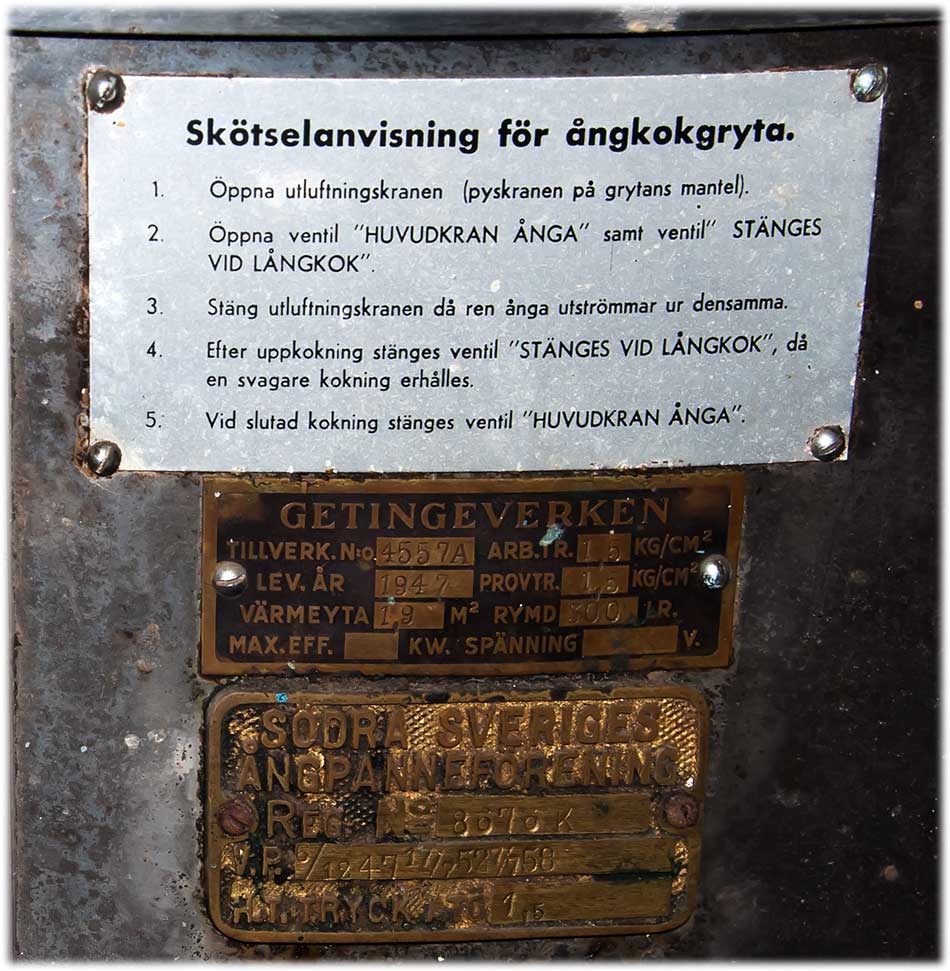 Skötselanvisning för ångkokgryta.
1. Öppna utluftningskranen (pyskranen på grytans mantel).
2. Öppna ventil "HUVUDKRAN ÅNGA" samt ventil" STÄNGES
VID LÅNGKOK".
3. Stäng utluftningskranen då ren ånga utströmmar ur densamma.
4. Efter uppkokning stänges ventil "STÄNGES VID LÅNGKOK", då
en svagare kokning erhålles.
5. Vid slutad kokning stänges ventil "HUVUDKRAN ÅNGA".
GETINGEVERKEN
TILLVERK. N:o 4557A ARB.TR. 1,5 KG/CM²
LEV. ÅR 1947 PROVTR. 1,5 KG/CM²
VÄRMEYTA 1,9 M² RYMD 300 LR.
MAX. EFF. KW. SPÄNNING V.
SÖDRA SVERIGES
ÅNGPANNEFÖRENING
REG. No
V.P.
H.T. TRYCK ATÖ 1,5